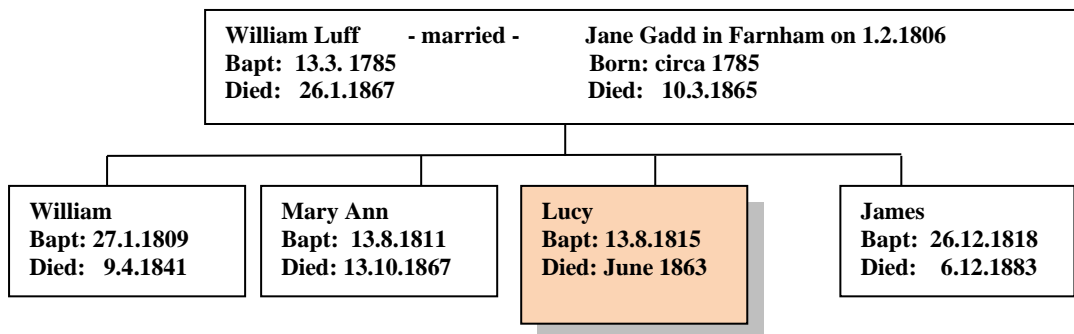 William Luff - married - Jane Gadd in Farnham on 1.2.1806
Bapt: 13.3. 1785 Born: circa 1785
Died: 26.1.1867 Died: 10.3.1865
William
Bapt: 27.1.1809
Died: 9.4.1841
Mary Ann
Bapt: 13.8.1811
Died: 13.10.1867
Lucy
Bapt: 13.8.1815
Died: June 1863
James
Bapt: 26.12.1818
Died: 6.12.1883